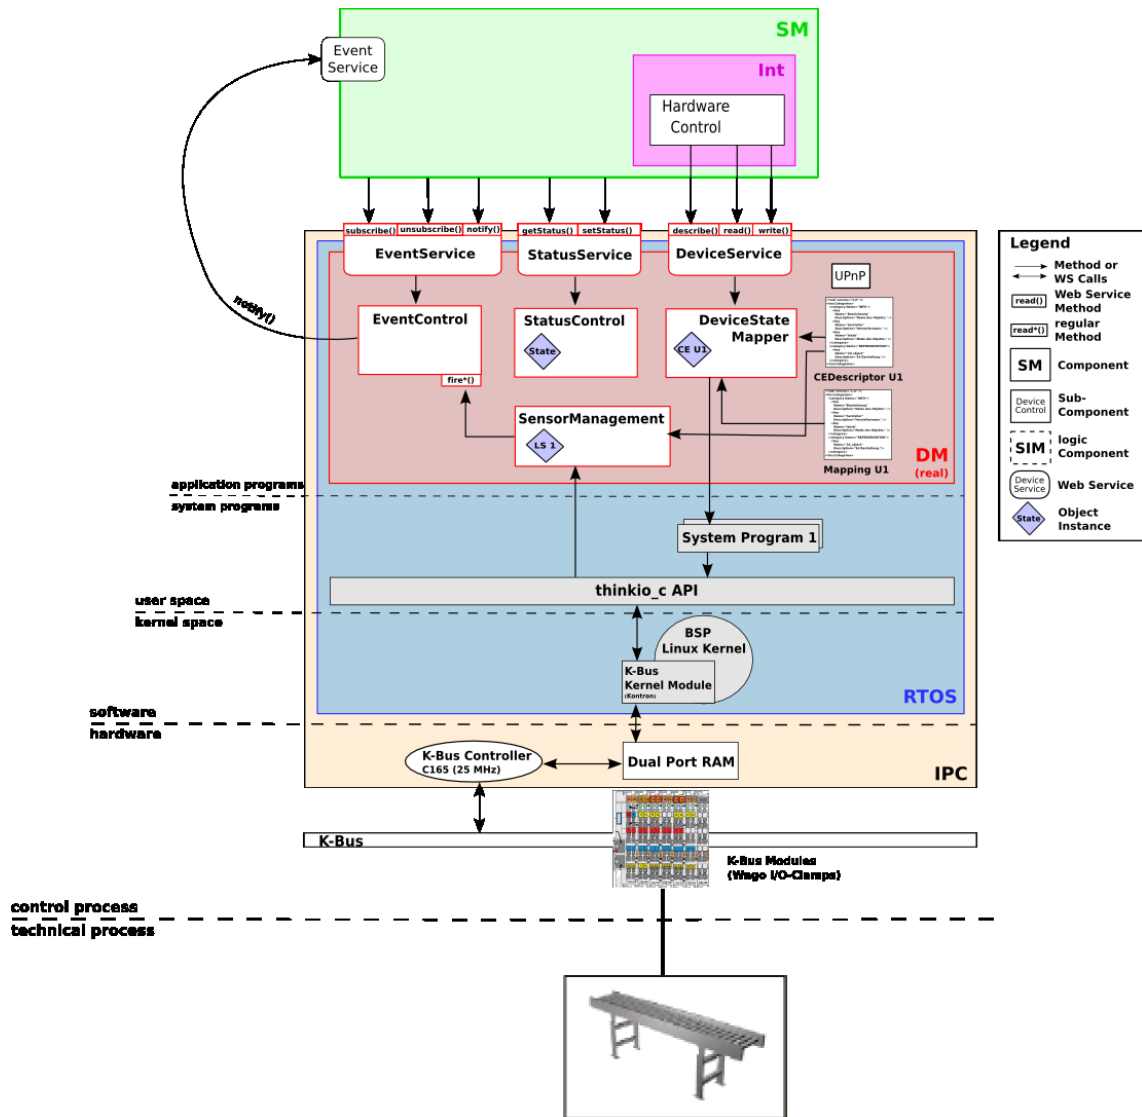 SM
Event
Service
Int
Hardware
Control
subscribe()
unsubscribe()
notify()
getStatus()
setStatus()
describe()
read()
write()
EventService
StatusService
DeviceService
notify()
UPnP
EventControl
fire*()
StatusControl
State
DeviceState
Mapper
CE U1
CEDescriptor U1
SensorManagement
LS 1
Mapping U1
DM
(real)
application programs
system programs
System Program 1
thinkio_c API
user space
kernel space
BSP
Linux Kernel
K-Bus
Kernel Module
(Kontron)
RTOS
software
hardware
K-Bus Controller
C165 (25 MHz)
Dual Port RAM
IPC
K-Bus
K-Bus Modules
(Wago I/O-Clamps)
control process
technical process
Legend
Method or
WS Calls
read()
Web Service
Method
read*()
regular
Method
SM
Component
Device
Control
Sub-
Component
SIM
logic
Component
Device
Service
Web Service
State
Object
Instance